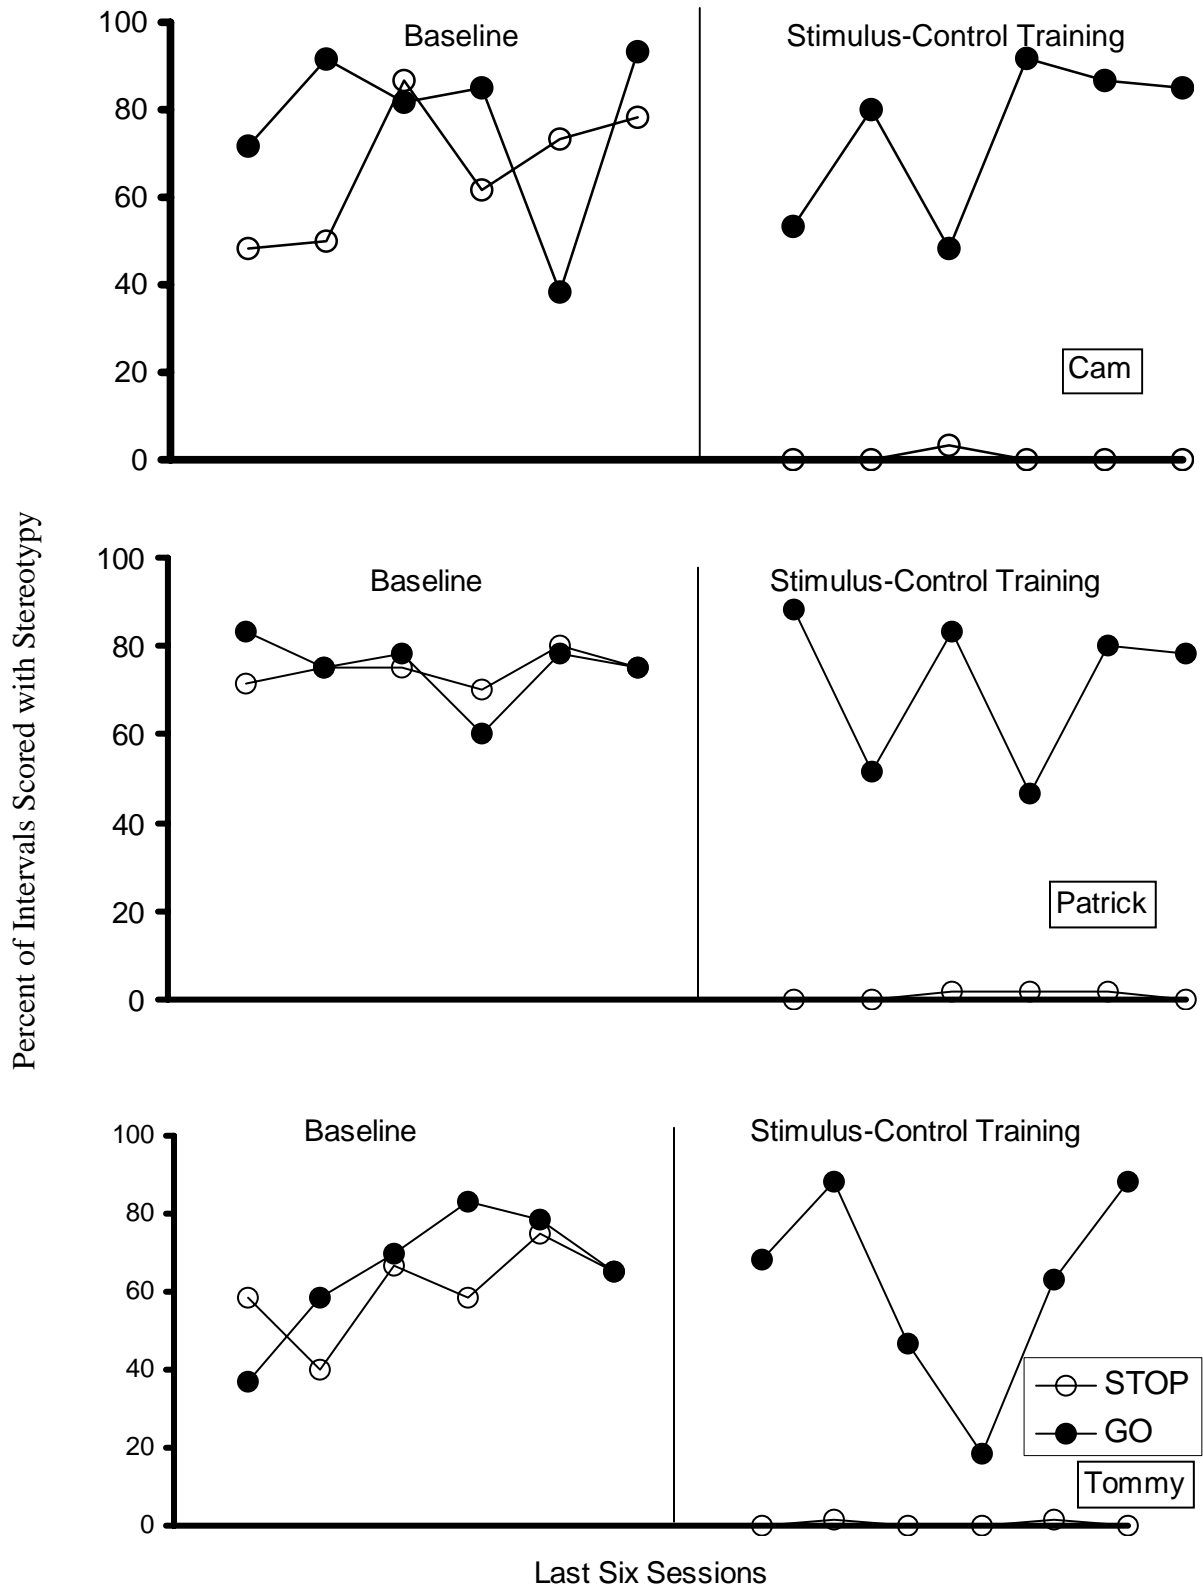 Percent of Intervals Scored with Stereotypy
100
80
60
40
20
0
Baseline
Stimulus-Control Training
Cam
100
80
60
40
20
0
Baseline
Stimulus-Control Training
Patrick
100
80
60
40
20
0
Baseline
Stimulus-Control Training
STOP
GO
Tommy
Last Six Sessions